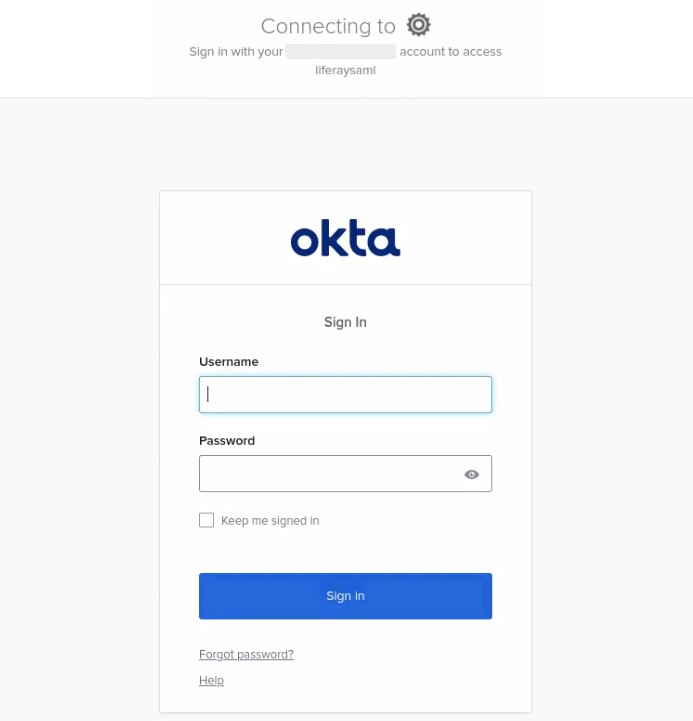 Connecting to
Sign in with your account to access
liferaysaml
okta
Sign In
Username
Password
Keep me signed in
Sign in
Forgot password?
Help